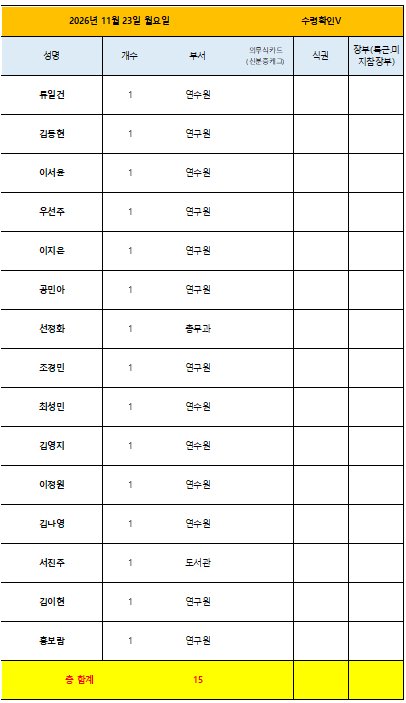 2026년 11월 23일 월요일 수령확인V
성명 개수 부서 의무식카드 식권 장부(특근.미
(신분증태그) 지참장부)
류일건 1 연수원
김동현 1 연구원
이서윤 1 연수원
우선주 1 연구원
이지은 1 연구원
공민아 1 연구원
선정화 1 총무과
조경민 1 연구원
최성민 1 연수원
김영지 1 연수원
이정원 1 연수원
김나영 1 연수원
서진주 1 도서관
김이현 1 연구원
홍보람 1 연구원
총 합계 15